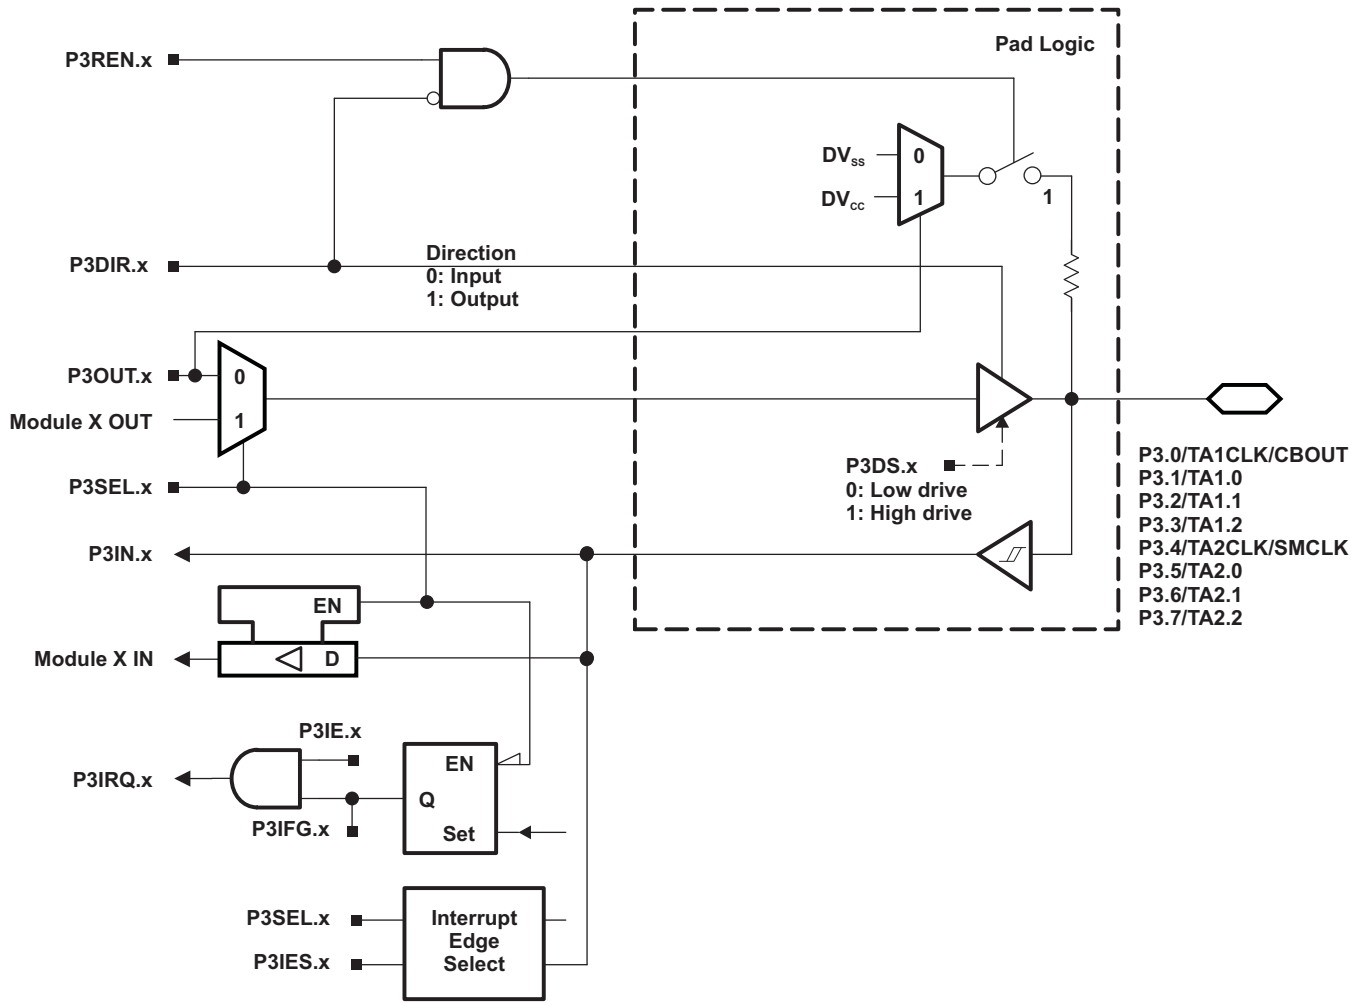 Pad Logic
P3REN.x
DVSS
0
DVCC
1
1
P3DIR.x
Direction
0: Input
1: Output
P3OUT.x
0
Module X OUT
1
P3SEL.x
P3DS.x
0: Low drive
1: High drive
P3.0/TA1CLK/CBOUT
P3.1/TA1.0
P3.2/TA1.1
P3.3/TA1.2
P3.4/TA2CLK/SMCLK
P3.5/TA2.0
P3.6/TA2.1
P3.7/TA2.2
P3IN.x
EN
Module X IN
D
P3IE.x
P3IRQ.x
EN
Q
P3IFG.x
Set
P3SEL.x
P3IES.x
Interrupt
Edge
Select